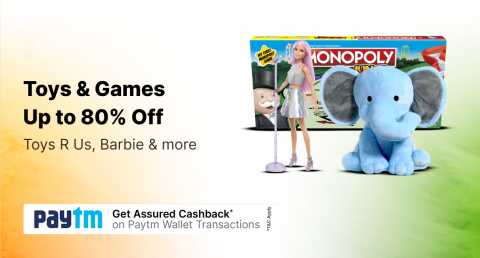 Toys & Games
Up to 80% Off
Toys R Us, Barbie & more
MONOPOLY
paytm
Get Assured Cashback*
on Paytm Wallet Transactions
*T&C Apply